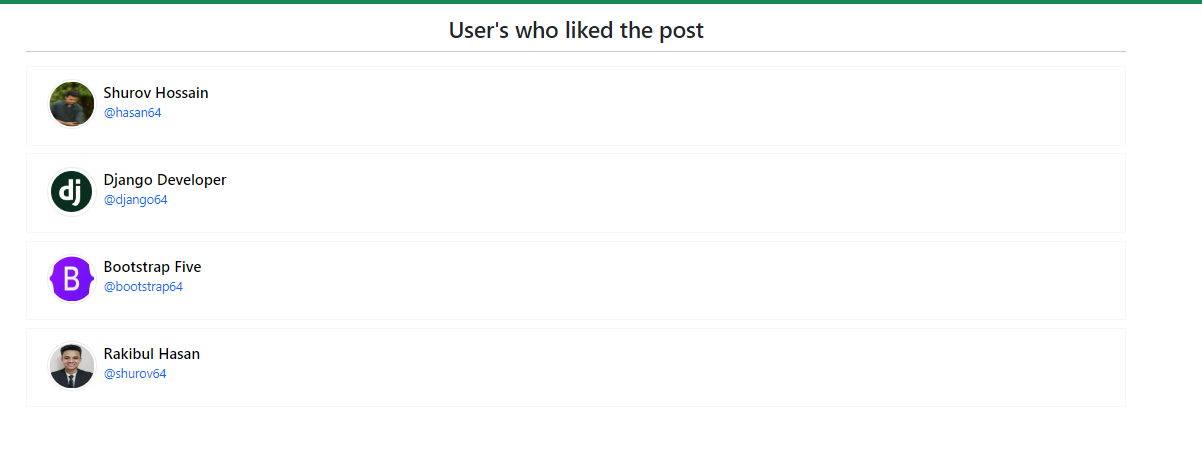 User's who liked the post
Shurov Hossain
@hasan64
dj
Django Developer
@django64
B
Bootstrap Five
@bootstrap64
Rakibul Hasan
@shurov64